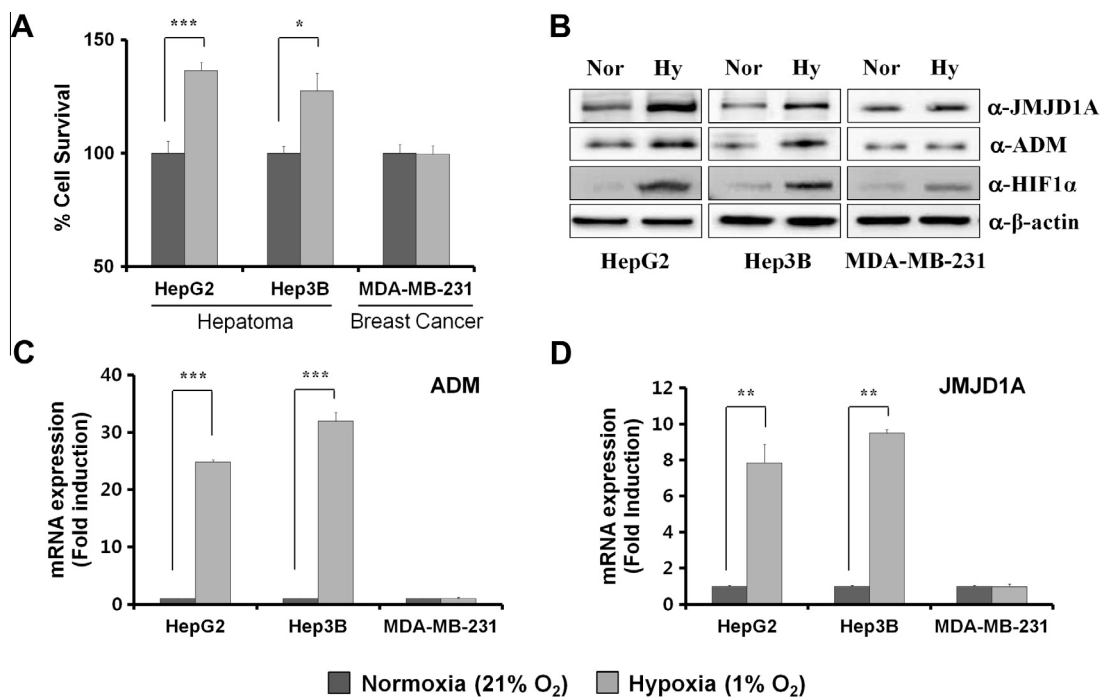 A
% Cell Survival
150
100
50
***
*
HepG2 Hep3B MDA-MB-231
Hepatoma Breast Cancer
B
Nor Hy Nor Hy Nor Hy
α-JMJD1A
α-ADM
α-HIF1α
α-β-actin
HepG2 Hep3B MDA-MB-231
C
ADM
mRNA expression
(Fold induction)
40
30
20
10
0
***
***
HepG2 Hep3B MDA-MB-231
D
JMJD1A
mRNA expression
(Fold Induction)
12
10
8
6
4
2
0
**
**
HepG2 Hep3B MDA-MB-231
Normoxia (21% O₂) Hypoxia (1% O₂)